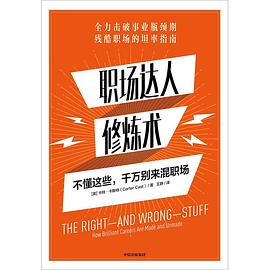 全力击破事业瓶颈期
残酷职场的坦率指南
职场达人
修炼术
不懂这些，千万别来混职场
[美] 卡特·卡斯特（Carter Cast）著 王静 译
THE RIGHT—AND WRONG—STUFF
How Brilliant Careers Are Made and Unmade
中信出版集团